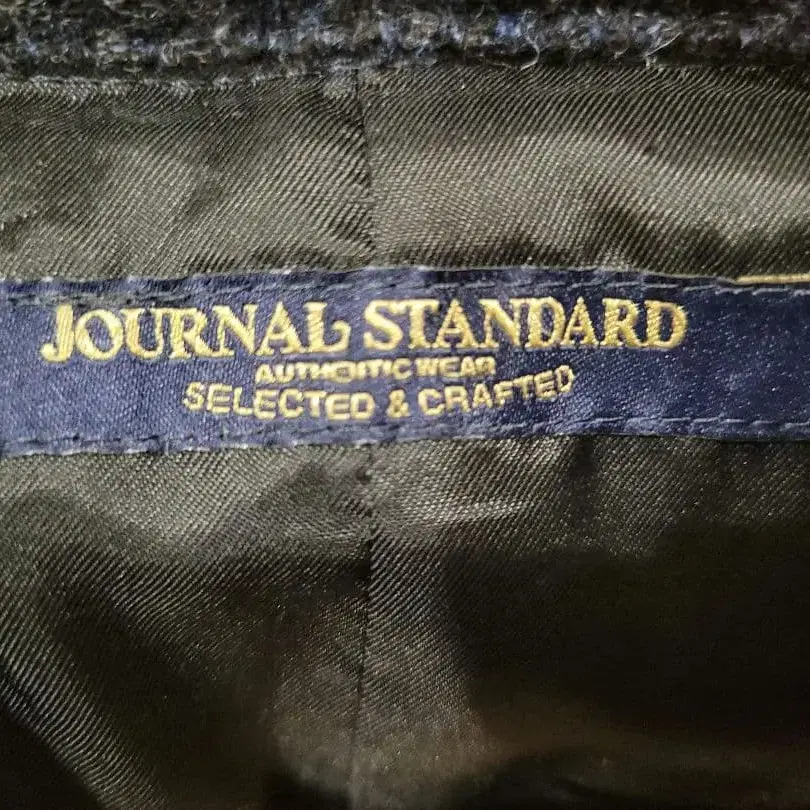 JOURNAL STANDARD
AUTHENTIC WEAR
SELECTED & CRAFTED